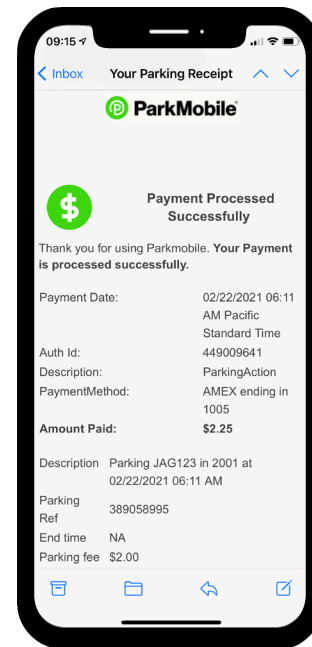 09:15
Inbox Your Parking Receipt
ParkMobile
Payment Processed
Successfully
Thank you for using Parkmobile. Your Payment
is processed successfully.
Payment Date: 02/22/2021 06:11
AM Pacific
Standard Time
Auth Id: 449009641
Description: ParkingAction
PaymentMethod: AMEX ending in
1005
Amount Paid: $2.25
Description Parking JAG123 in 2001 at
02/22/2021 06:11 AM
Parking
Ref 389058995
End time NA
Parking fee $2.00